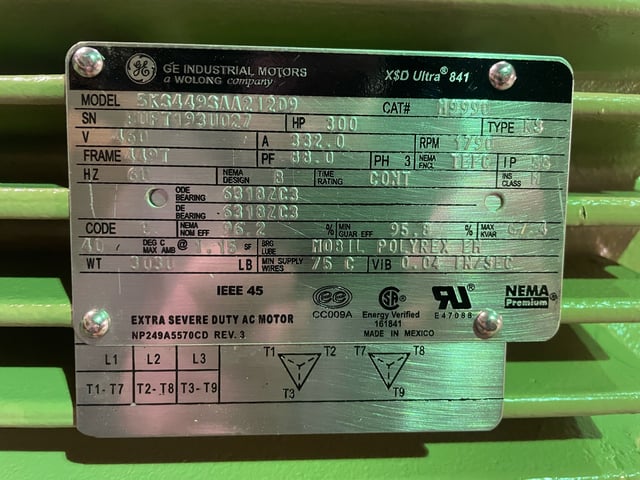 GE GE INDUSTRIAL MOTORS X$D Ultra® 841
a WOLONG company
MODEL 5KS449SAA212D9 CAT# M9990
SN HP 300 TYPE KS
V 460 A 332.0 RPM 1790
FRAME 449T PF 88.0 PH 3 NEMA ENCL TEFC IP
HZ 60 NEMA DESIGN B TIME RATING CONT INS CLASS H
ODE BEARING 6318ZC3
DE BEARING 6318ZC3
CODE NEMA NOM EFF 96.2 % MIN GUAR EFF 95.8 % MAX KVAR
40 DEG C MAX AMB @ 1.15 SF BRG LUBE MOBIL POLYREX EM
WT 3030 LB MIN SUPPLY WIRES 75 C VIB 0.04 IN/SEC
IEEE 45 ee SA® RU NEMA Premium®
CC009A Energy Verified 161841 E47088
EXTRA SEVERE DUTY AC MOTOR MADE IN MEXICO
NP249A5570CD REV. 3
L1 L2 L3 T1 T2 T7 T8
T1-T7 T2-T8 T3-T9 T3 T9